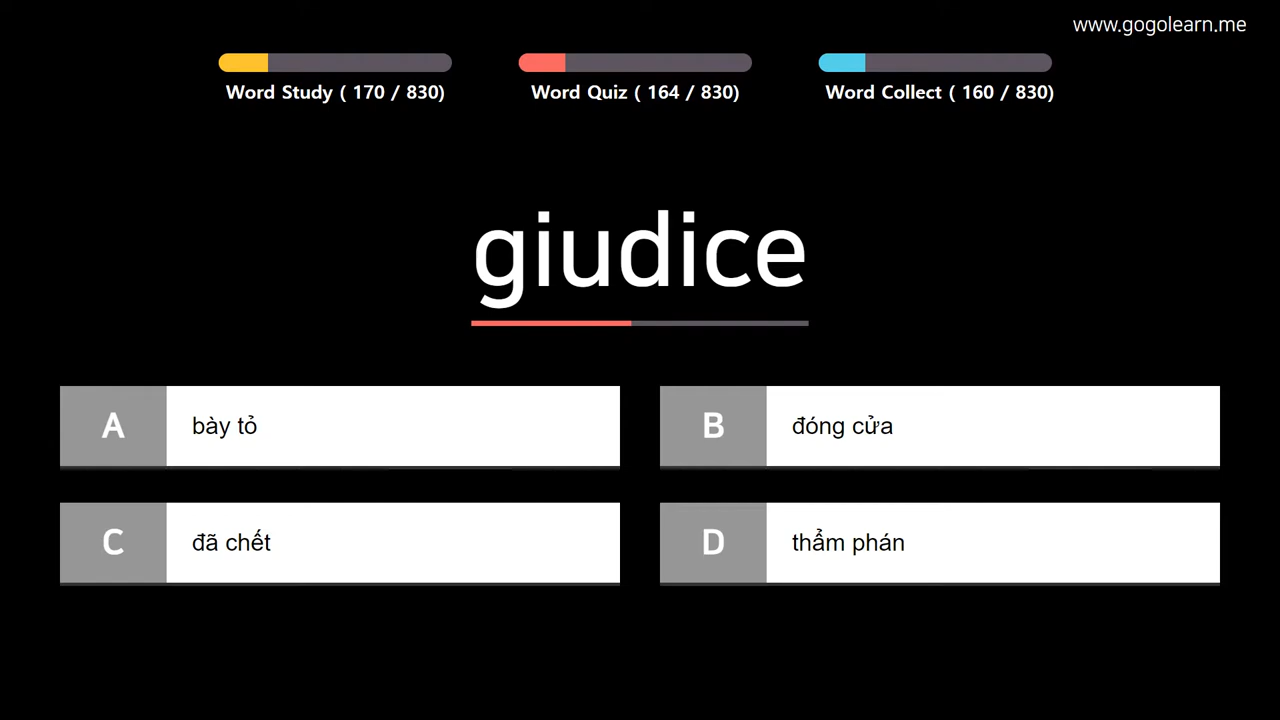 www.gogolearn.me
Word Study ( 170 / 830)
Word Quiz ( 164 / 830)
Word Collect ( 160 / 830)
giudice
A bày tỏ
B đóng cửa
C đã chết
D thẩm phán